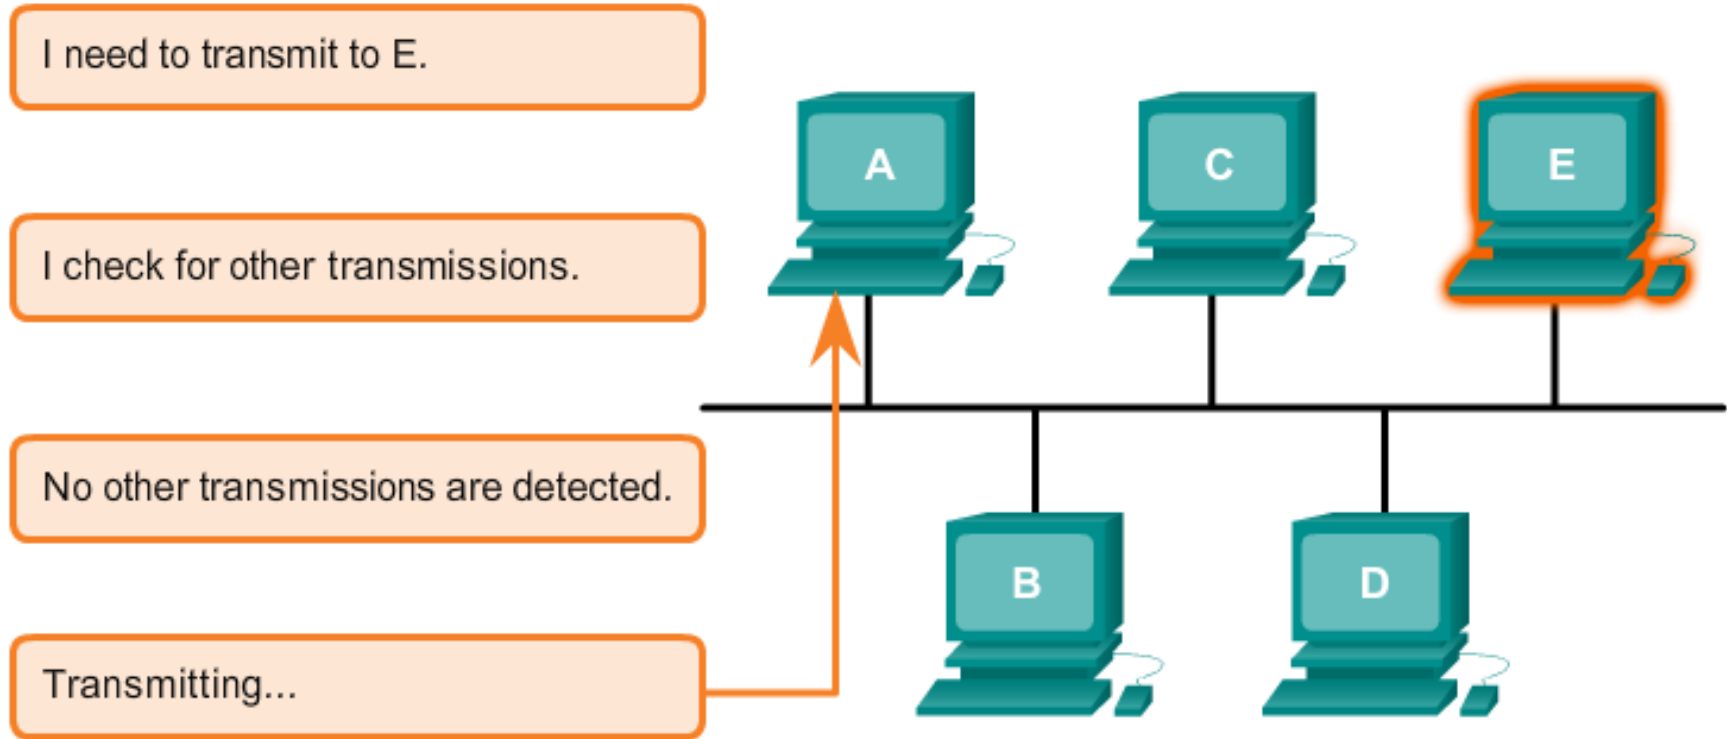 I need to transmit to E.
I check for other transmissions.
No other transmissions are detected.
Transmitting...
A
C
E
B
D